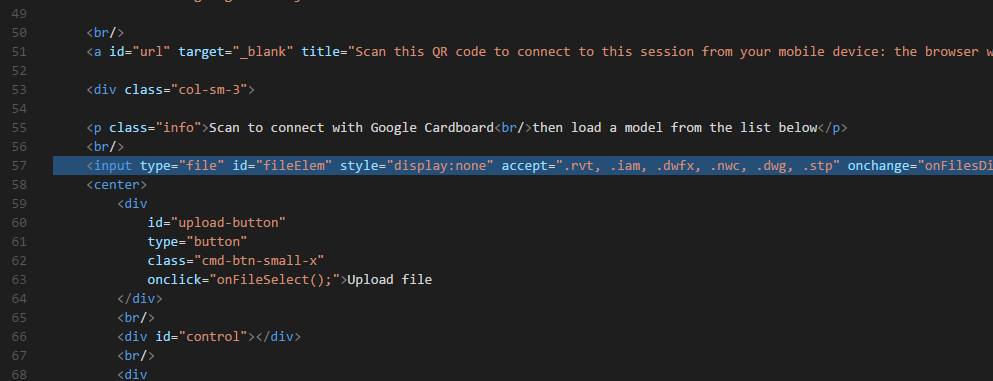 49
50 <br/>
51 <a id="url" target="_blank" title="Scan this QR code to connect to this session from your mobile device: the browser w
52
53 <div class="col-sm-3">
54
55 <p class="info">Scan to connect with Google Cardboard<br/>then load a model from the list below</p>
56 <br/>
57 <input type="file" id="fileElem" style="display:none" accept=".rvt, .iam, .dwfx, .nwc, .dwg, .stp" onchange="onFilesDi
58 <center>
59 <div
60 id="upload-button"
61 type="button"
62 class="cmd-btn-small-x"
63 onclick="onFileSelect();">Upload file
64 </div>
65 <br/>
66 <div id="control"></div>
67 <br/>
68 <div